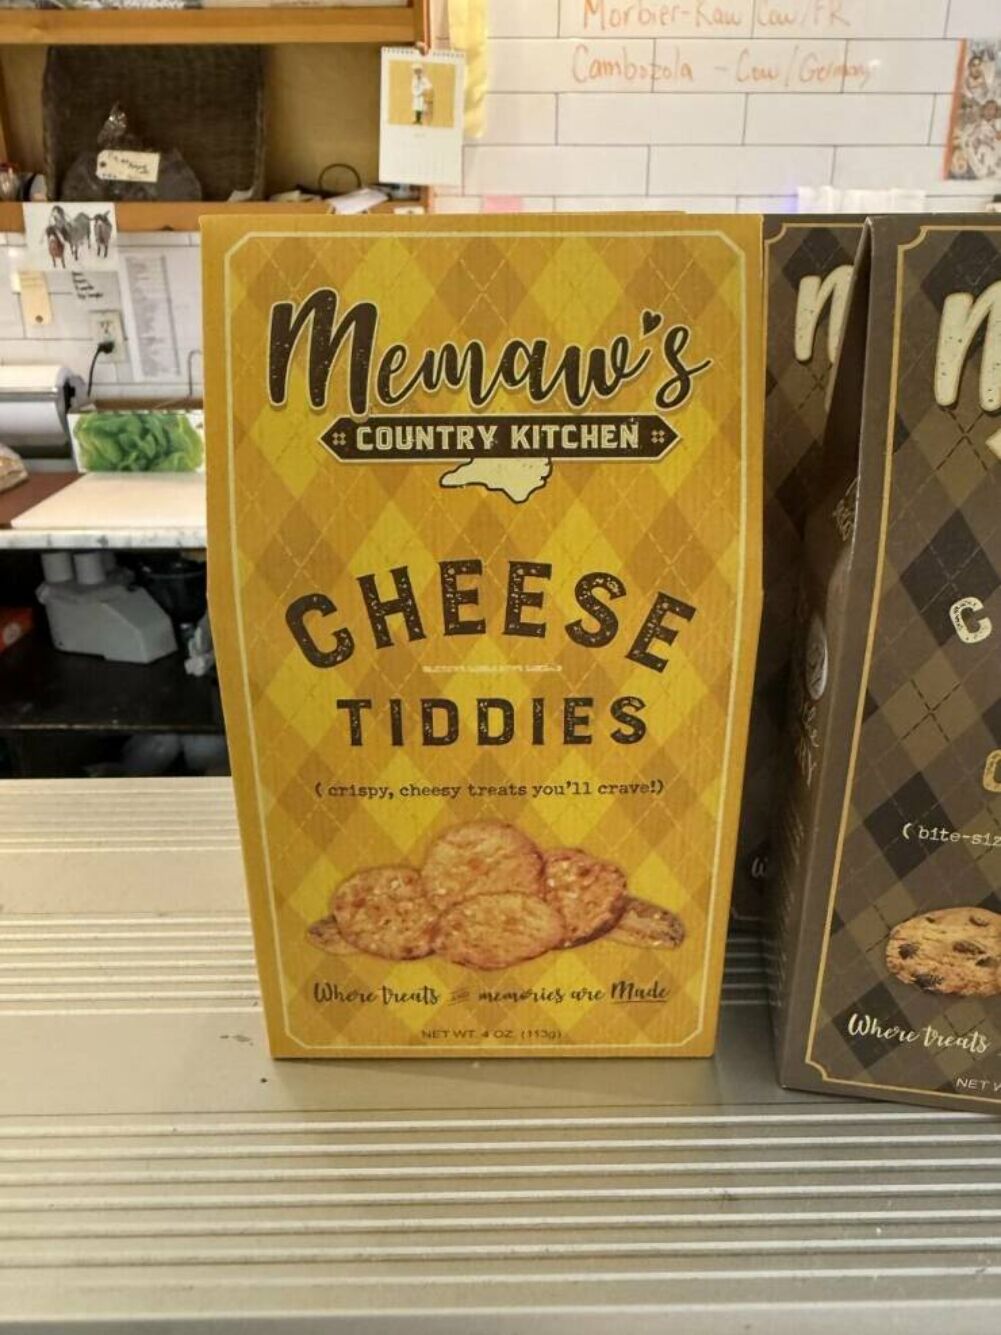 Morbier-Raw Cow/FR
Cambozola - Cow/Germany
Memaw's
COUNTRY KITCHEN
CHEESE
TIDDIES
(crispy, cheesy treats you'll crave!)
Where treats and memories are Made
NET WT. 4 OZ. (113g)
m
C
(bite-siz
Where treats
NET W